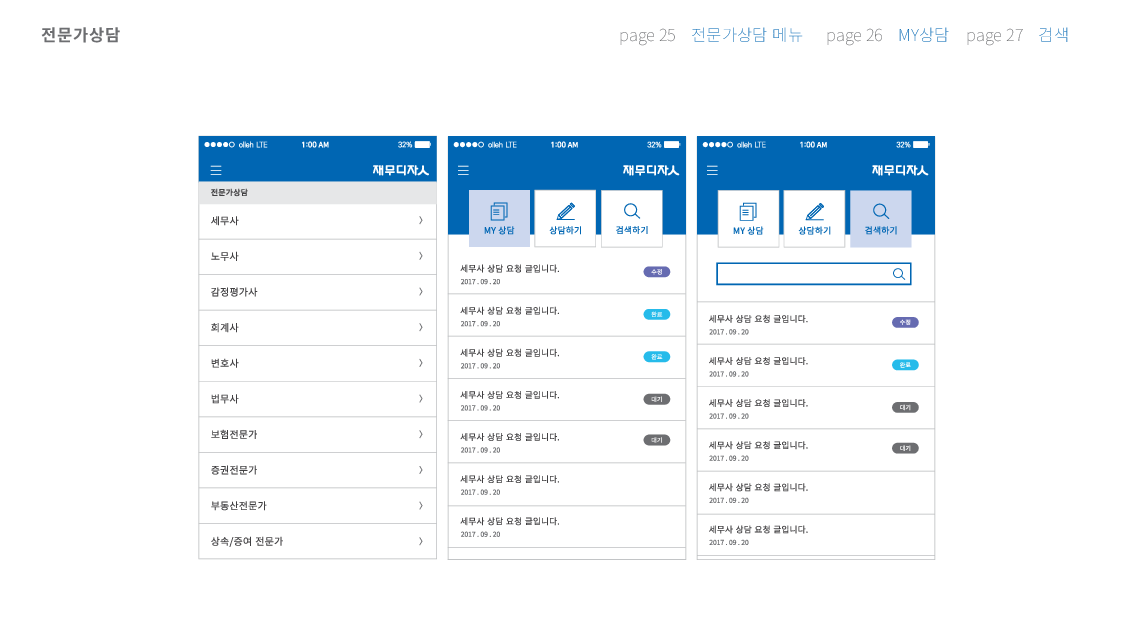 전문가상담
page 25 전문가상담 메뉴 page 26 MY상담 page 27 검색
olleh LTE 1:00 AM 32%
재무디자인
전문가상담
세무사
노무사
감정평가사
회계사
변호사
법무사
보험전문가
증권전문가
부동산전문가
상속/증여 전문가
olleh LTE 1:00 AM 32%
재무디자인
MY 상담 상담하기 검색하기
세무사 상담 요청 글입니다. 수정
2017.09.20
세무사 상담 요청 글입니다. 완료
2017.09.20
세무사 상담 요청 글입니다. 완료
2017.09.20
세무사 상담 요청 글입니다. 대기
2017.09.20
세무사 상담 요청 글입니다. 대기
2017.09.20
세무사 상담 요청 글입니다.
2017.09.20
세무사 상담 요청 글입니다.
2017.09.20
olleh LTE 1:00 AM 32%
재무디자인
MY 상담 상담하기 검색하기
세무사 상담 요청 글입니다. 수정
2017.09.20
세무사 상담 요청 글입니다. 완료
2017.09.20
세무사 상담 요청 글입니다. 대기
2017.09.20
세무사 상담 요청 글입니다. 대기
2017.09.20
세무사 상담 요청 글입니다.
2017.09.20
세무사 상담 요청 글입니다.
2017.09.20